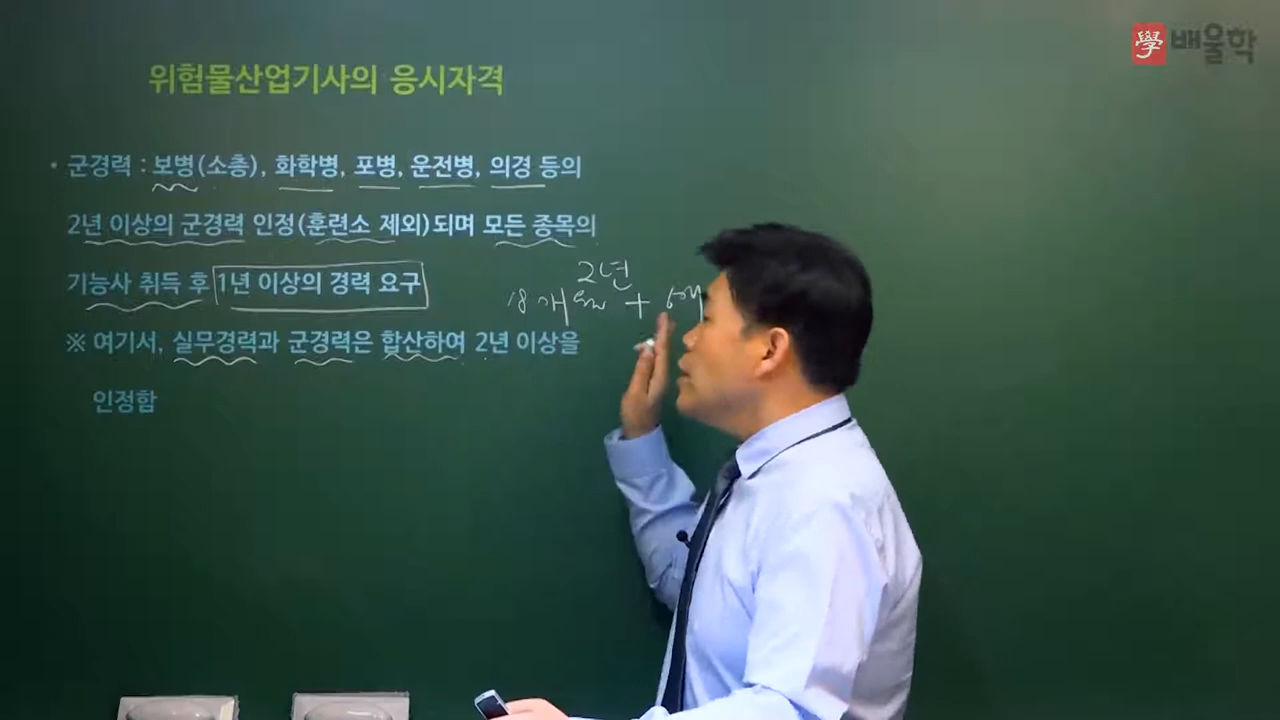 學 배울학
위험물산업기사의 응시자격
· 군경력 : 보병(소총), 화학병, 포병, 운전병, 의경 등의
2년 이상의 군경력 인정(훈련소 제외)되며 모든 종목의
기능사 취득 후 1년 이상의 경력 요구
2년
18개월 +
※ 여기서, 실무경력과 군경력은 합산하여 2년 이상을
인정함